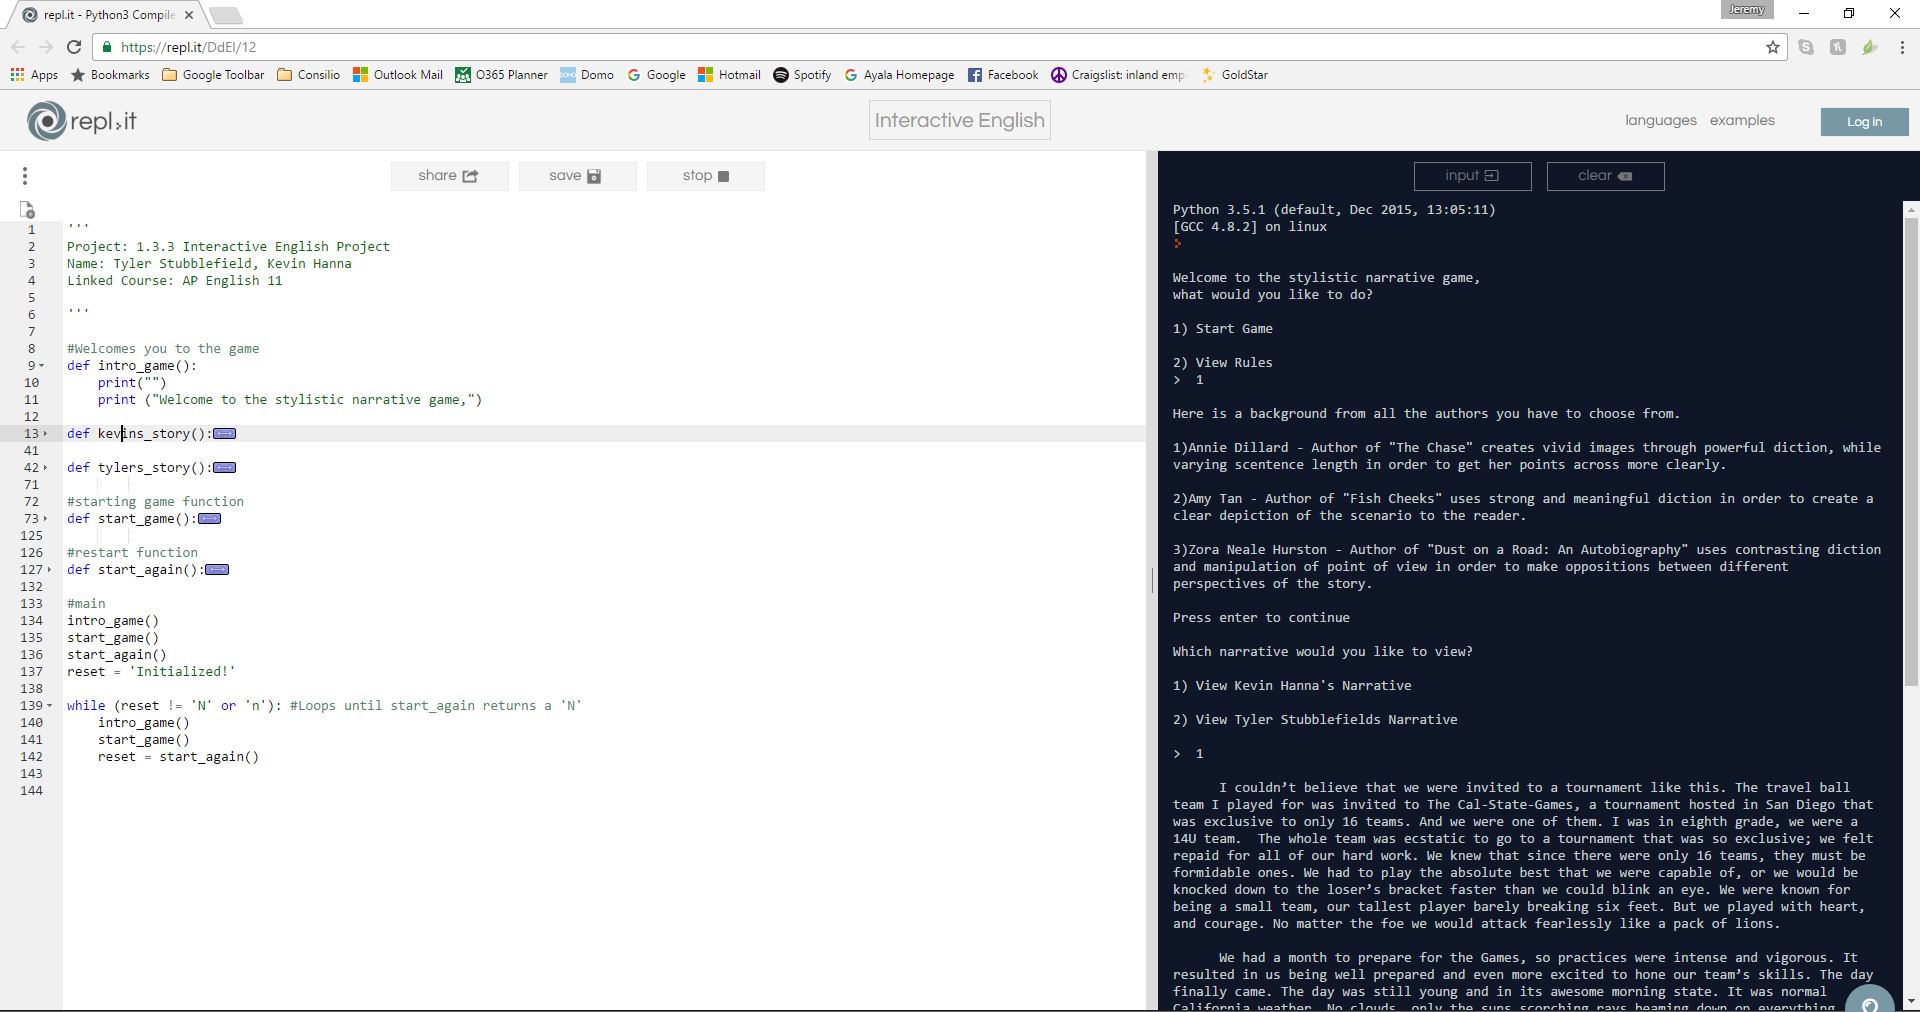 repl.it - Python3 Compile
Jeremy
https://repl.it/DdEl/12
Apps Bookmarks Google Toolbar Consilio Outlook Mail O365 Planner Domo Google Hotmail Spotify Ayala Homepage Facebook Craigslist: inland emp GoldStar
repl.it
Interactive English
languages examples Log in
share save stop
input clear
1 '''
2 Project: 1.3.3 Interactive English Project
3 Name: Tyler Stubblefield, Kevin Hanna
4 Linked Course: AP English 11
5
6 '''
7
8 #Welcomes you to the game
9 def intro_game():
10 print("")
11 print ("Welcome to the stylistic narrative game,")
12
13 def kevins_story():
41
42 def tylers_story():
71
72 #starting game function
73 def start_game():
125
126 #restart function
127 def start_again():
132
133 #main
134 intro_game()
135 start_game()
136 start_again()
137 reset = 'Initialized!'
138
139 while (reset != 'N' or 'n'): #Loops until start_again returns a 'N'
140 intro_game()
141 start_game()
142 reset = start_again()
143
144
Python 3.5.1 (default, Dec 2015, 13:05:11)
[GCC 4.8.2] on linux
Welcome to the stylistic narrative game,
what would you like to do?
1) Start Game
2) View Rules
> 1
Here is a background from all the authors you have to choose from.
1)Annie Dillard - Author of "The Chase" creates vivid images through powerful diction, while
varying scentence length in order to get her points across more clearly.
2)Amy Tan - Author of "Fish Cheeks" uses strong and meaningful diction in order to create a
clear depiction of the scenario to the reader.
3)Zora Neale Hurston - Author of "Dust on a Road: An Autobiography" uses contrasting diction
and manipulation of point of view in order to make oppositions between different
perspectives of the story.
Press enter to continue
Which narrative would you like to view?
1) View Kevin Hanna's Narrative
2) View Tyler Stubblefields Narrative
> 1
I couldn’t believe that we were invited to a tournament like this. The travel ball
team I played for was invited to The Cal-State-Games, a tournament hosted in San Diego that
was exclusive to only 16 teams. And we were one of them. I was in eighth grade, we were a
14U team.  The whole team was ecstatic to go to a tournament that was so exclusive; we felt
repaid for all of our hard work. We knew that since there were only 16 teams, they must be
formidable ones. We had to play the absolute best that we were capable of, or we would be
knocked down to the loser’s bracket faster than we could blink an eye. We were known for
being a small team, our tallest player barely breaking six feet. But we played with heart,
and courage. No matter the foe we would attack fearlessly like a pack of lions.
We had a month to prepare for the Games, so practices were intense and vigorous. It
resulted in us being well prepared and even more excited to hone our team’s skills. The day
finally came. The day was still young and in its awesome morning state. It was normal
California weather. No clouds, only the suns scorching rays beaming down on everything